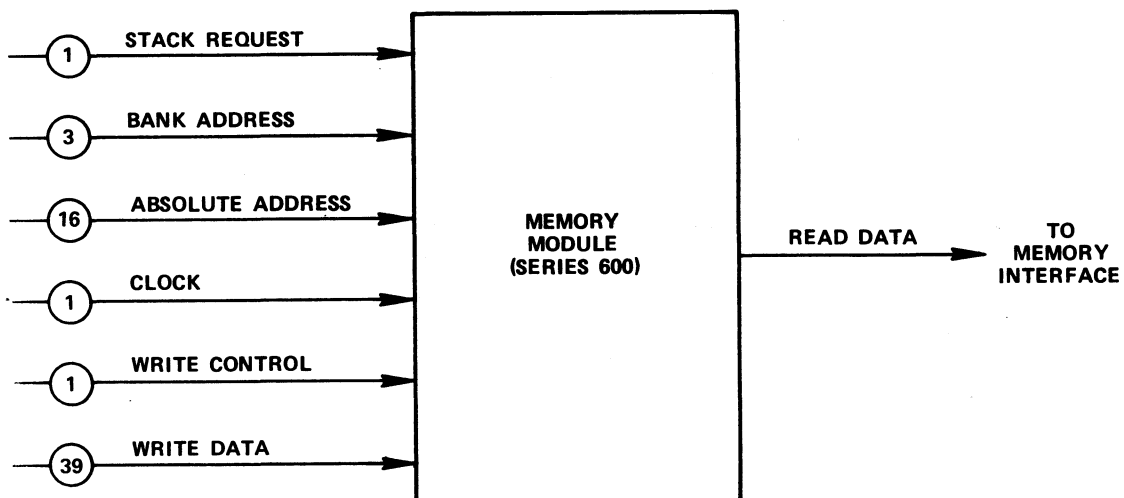 STACK REQUEST
1
BANK ADDRESS
3
ABSOLUTE ADDRESS
16
CLOCK
1
WRITE CONTROL
1
WRITE DATA
39
MEMORY
MODULE
(SERIES 600)
READ DATA
TO
MEMORY
INTERFACE